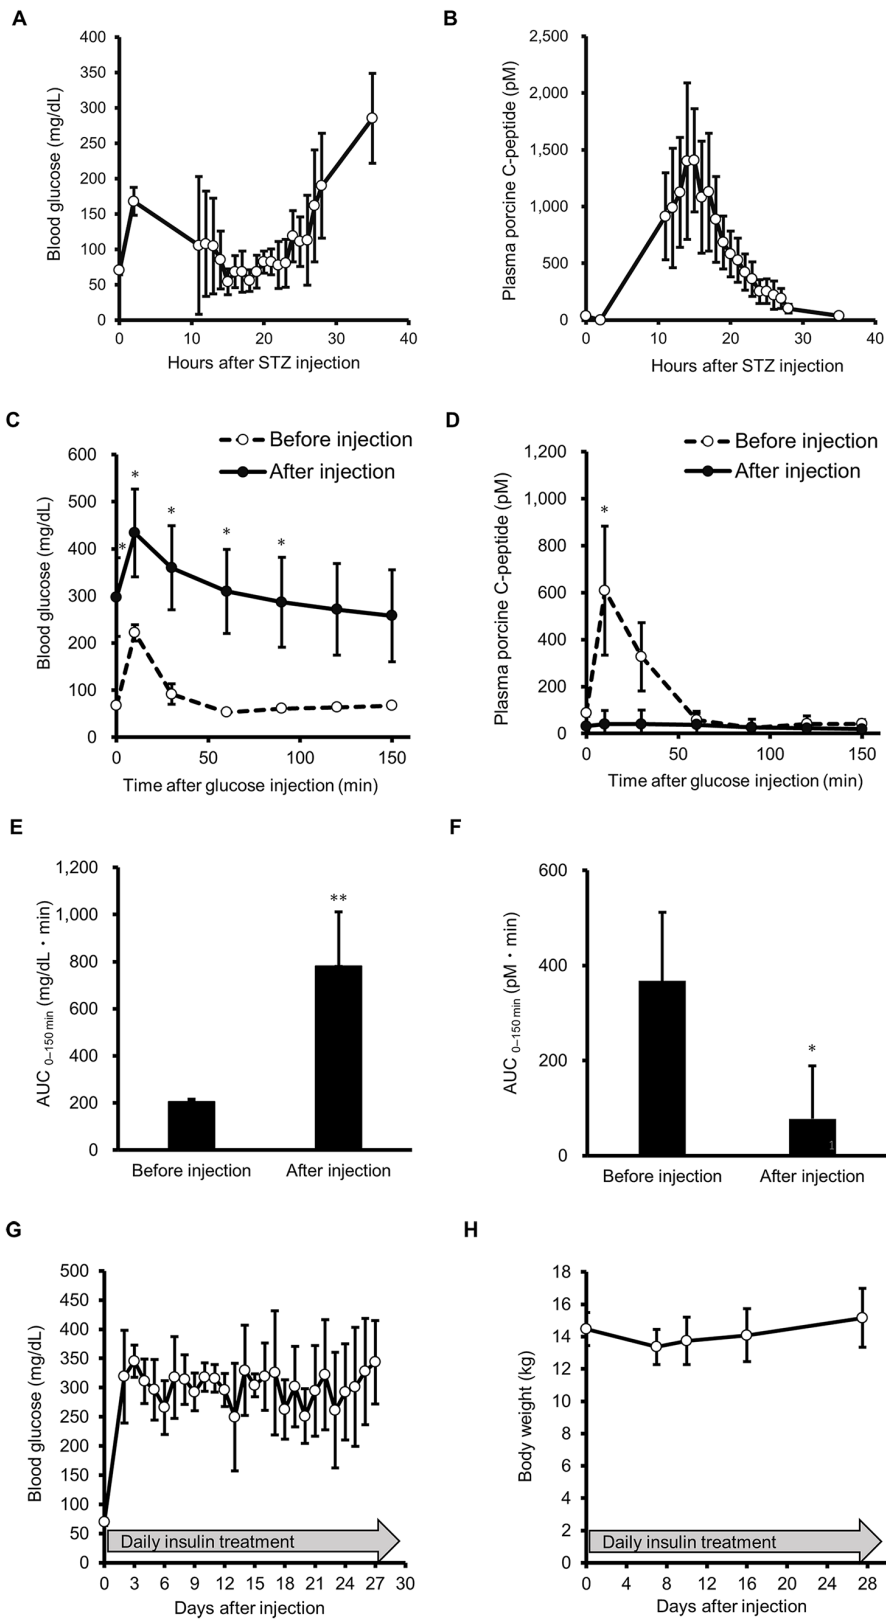 A
Blood glucose (mg/dL)
400
350
300
250
200
150
100
50
0
0 10 20 30 40
Hours after STZ injection
B
Plasma porcine C-peptide (pM)
2,500
2,000
1,500
1,000
500
0
0 10 20 30 40
Hours after STZ injection
C
Before injection
After injection
Blood glucose (mg/dL)
600
500
400
300
200
100
0
* * * * *
0 50 100 150
Time after glucose injection (min)
D
Before injection
After injection
Plasma porcine C-peptide (pM)
1,200
1,000
800
600
400
200
0
*
0 50 100 150
Time after glucose injection (min)
E
AUC 0–150 min (mg/dL・min)
1,200
1,000
800
600
400
200
0
**
Before injection After injection
F
AUC 0–150 min (pM・min)
600
400
200
0
*
1
Before injection After injection
G
Blood glucose (mg/dL)
500
450
400
350
300
250
200
150
100
50
0
Daily insulin treatment
0 3 6 9 12 15 18 21 24 27 30
Days after injection
H
Body weight (kg)
18
16
14
12
10
8
6
4
2
0
Daily insulin treatment
0 4 8 12 16 20 24 28
Days after injection